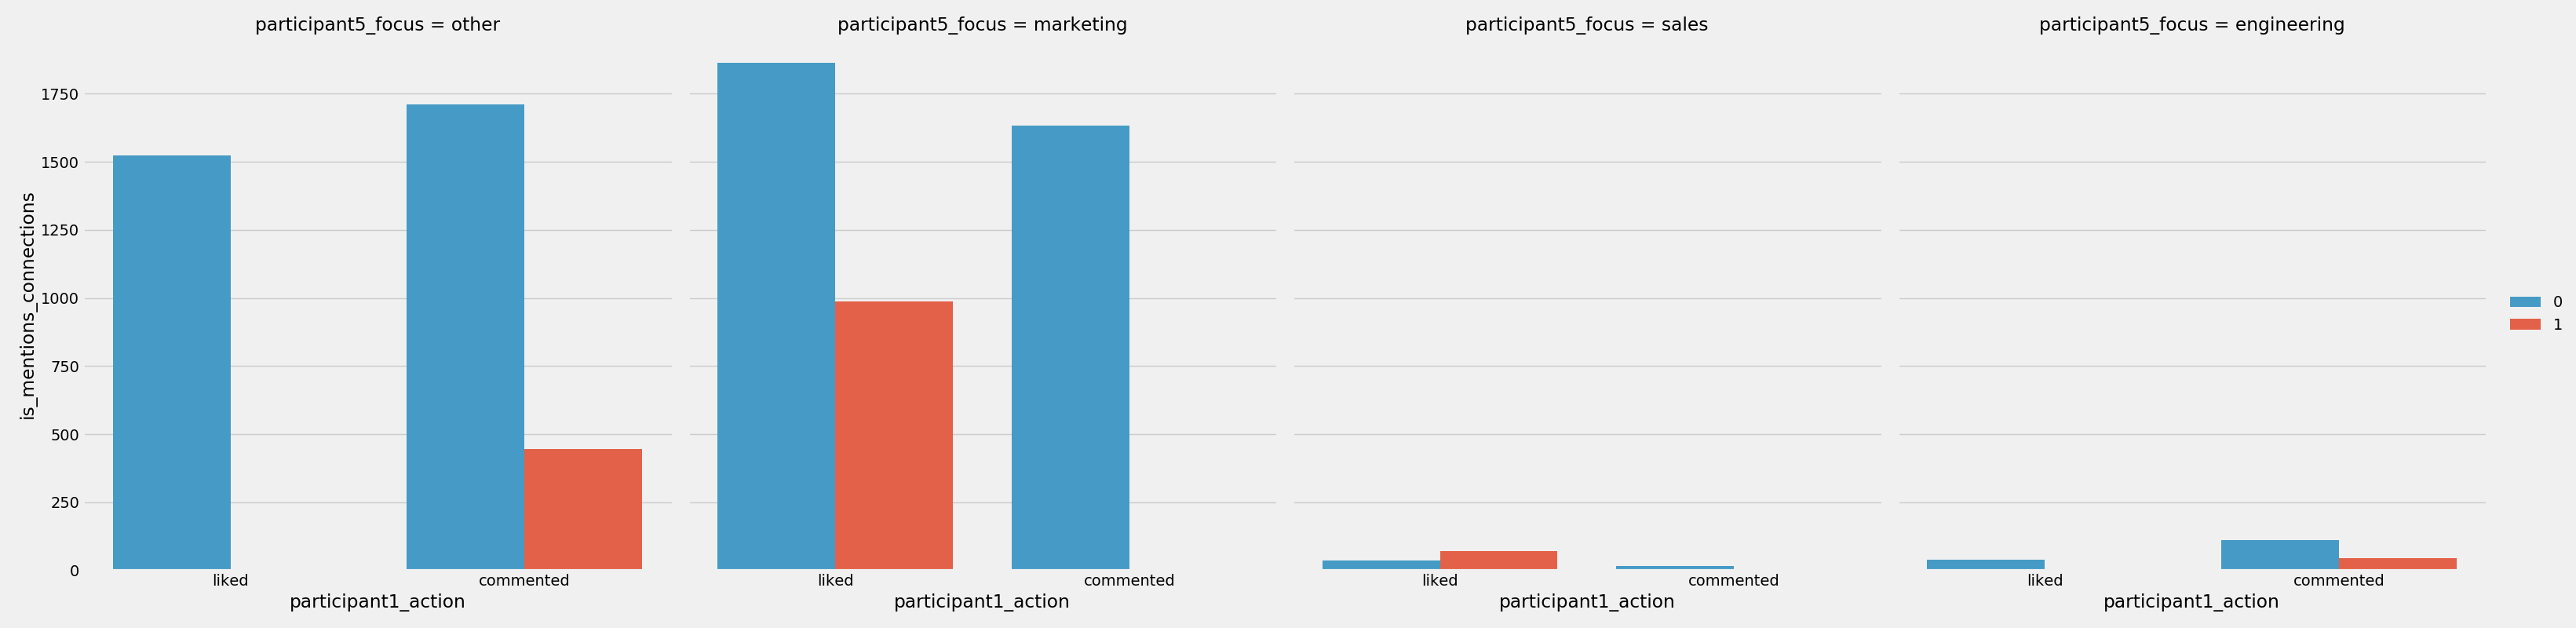 participant5_focus = other
participant5_focus = marketing
participant5_focus = sales
participant5_focus = engineering
is_mentions_connections
1750
1500
1250
1000
750
500
250
0
liked
commented
liked
commented
liked
commented
liked
commented
participant1_action
participant1_action
participant1_action
participant1_action
0
1